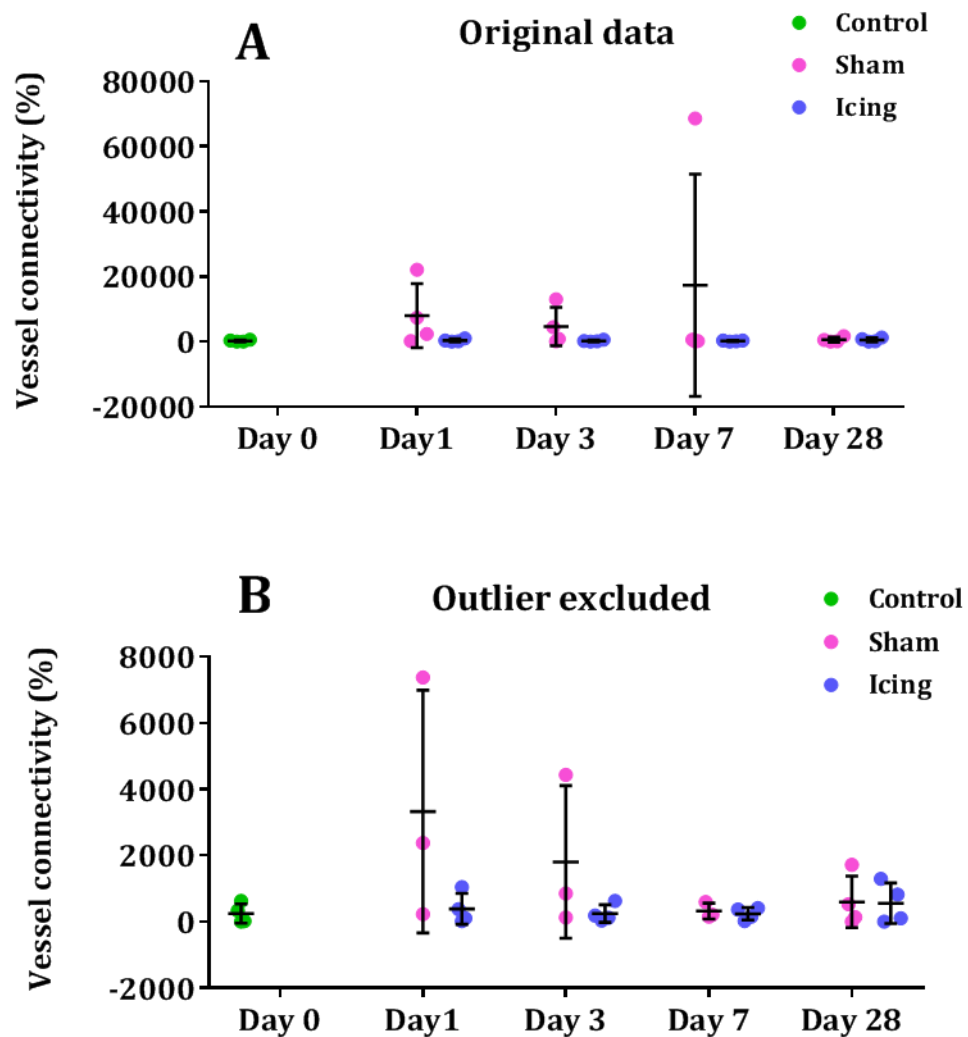 A
Original data
Control
Sham
Icing
Vessel connectivity (%)
80000
60000
40000
20000
0
-20000
Day 0
Day1
Day 3
Day 7
Day 28
B
Outlier excluded
Control
Sham
Icing
Vessel connectivity (%)
8000
6000
4000
2000
0
-2000
Day 0
Day1
Day 3
Day 7
Day 28